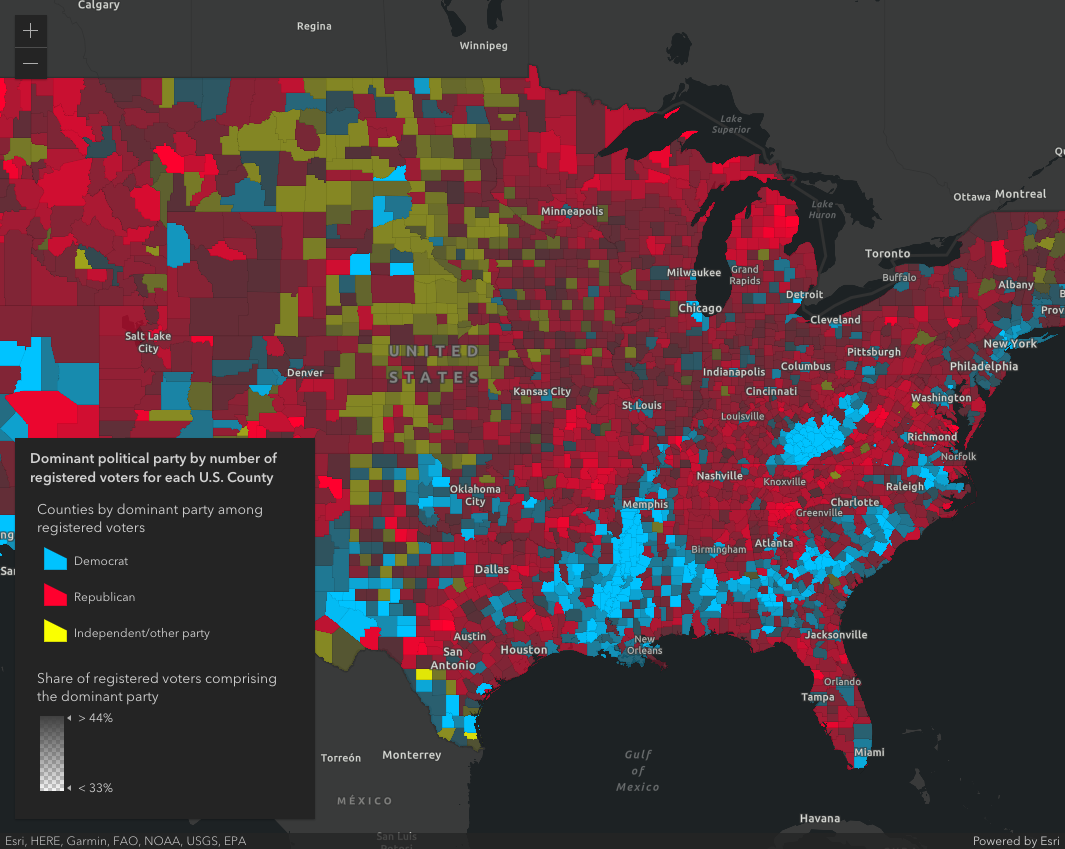 Calgary
Regina
Winnipeg
+
−
Lake
Superior
Ottawa
Montreal
Lake
Huron
Minneapolis
Toronto
Milwaukee
Grand
Rapids
Buffalo
Albany
Detroit
Chicago
Cleveland
Prov
Salt Lake
City
New York
UNITED
STATES
Pittsburgh
Denver
Indianapolis
Columbus
Philadelphia
Kansas City
Cincinnati
St Louis
Washington
Louisville
Richmond
Norfolk
Nashville
Knoxville
Raleigh
Oklahoma
City
Memphis
Charlotte
Greenville
Birmingham
Atlanta
Dallas
Austin
Jacksonville
New
Orleans
San
Antonio
Houston
Orlando
Tampa
Miami
Gulf
of
Mexico
Torreón
Monterrey
MÉXICO
Havana
San Luis
Dominant political party by number of
registered voters for each U.S. County
Counties by dominant party among
registered voters
Democrat
Republican
Independent/other party
Share of registered voters comprising
the dominant party
> 44%
< 33%
Esri, HERE, Garmin, FAO, NOAA, USGS, EPA
Powered by Esri